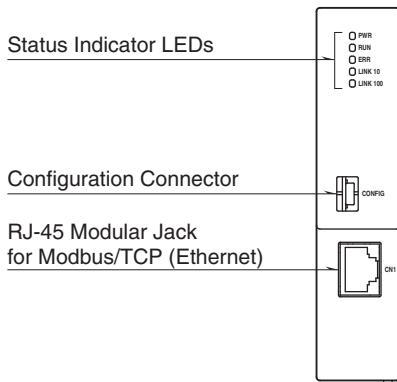 Status Indicator LEDs
PWR
RUN
ERR
LINK 10
LINK 100
Configuration Connector
CONFIG
RJ-45 Modular Jack
for Modbus/TCP (Ethernet)
CN1